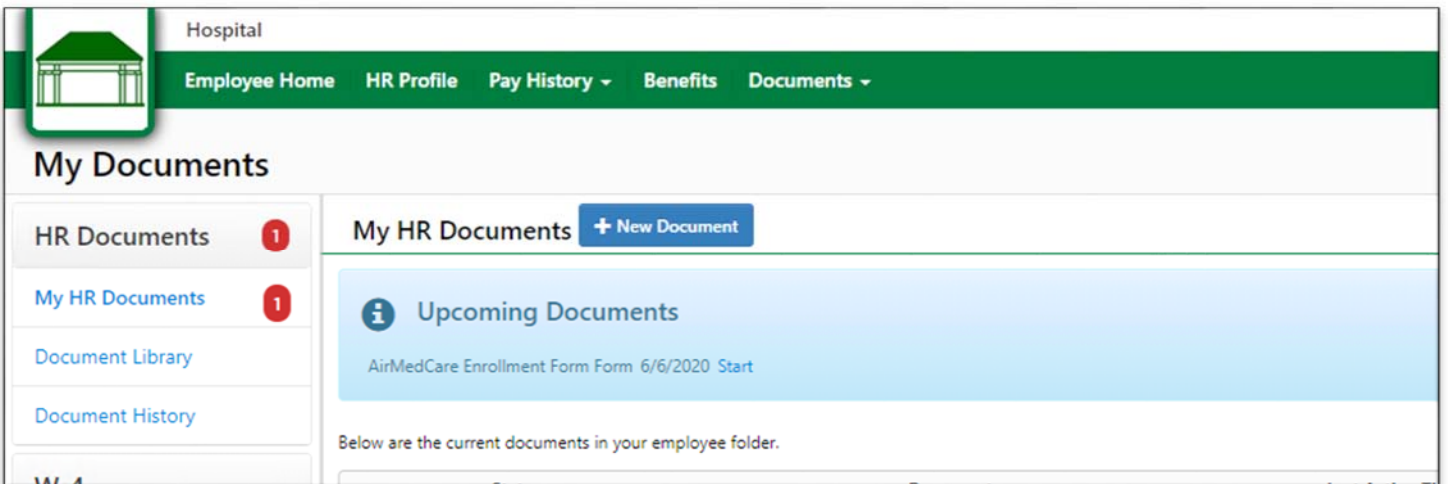 Hospital
Employee Home HR Profile Pay History Benefits Documents
My Documents
HR Documents 1
My HR Documents 1
Document Library
Document History
My HR Documents + New Document
Upcoming Documents
AirMedCare Enrollment Form Form 6/6/2020 Start
Below are the current documents in your employee folder.